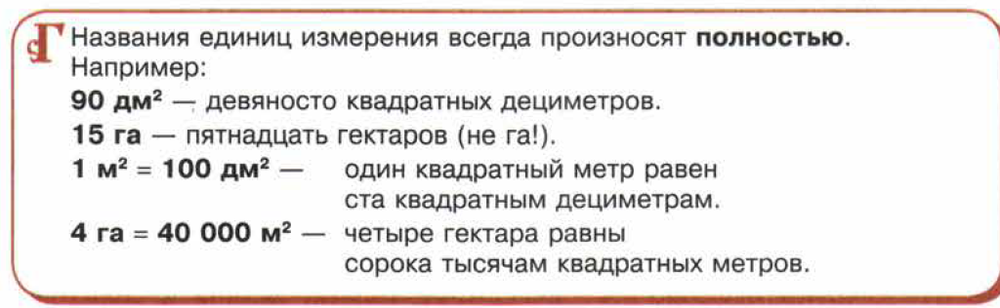 Г Названия единиц измерения всегда произносят полностью.
Например:
90 дм² — девяносто квадратных дециметров.
15 га — пятнадцать гектаров (не га!).
1 м² = 100 дм² — один квадратный метр равен
ста квадратным дециметрам.
4 га = 40 000 м² — четыре гектара равны
сорока тысячам квадратных метров.